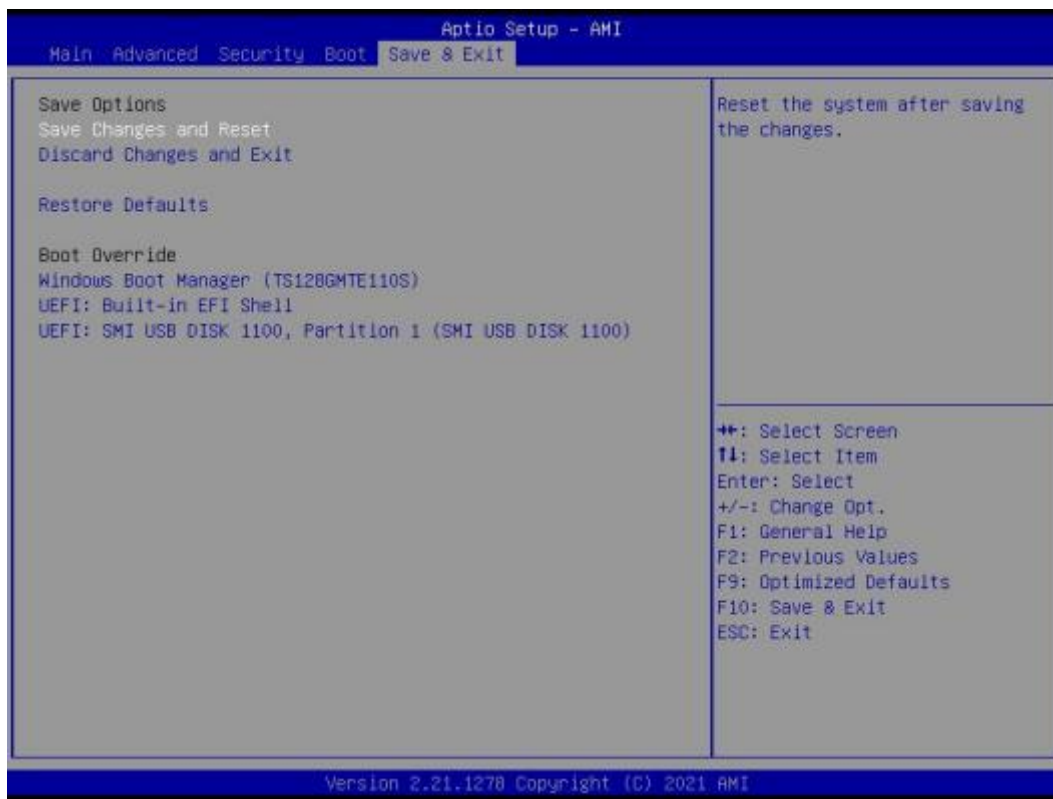 Aptio Setup - AMI
Main Advanced Security Boot Save & Exit
Save Options
Save Changes and Reset
Discard Changes and Exit
Restore Defaults
Boot Override
Windows Boot Manager (TS128GMTE110S)
UEFI: Built-in EFI Shell
UEFI: SMI USB DISK 1100, Partition 1 (SMI USB DISK 1100)
Reset the system after saving
the changes.
→←: Select Screen
↑↓: Select Item
Enter: Select
+/-: Change Opt.
F1: General Help
F2: Previous Values
F9: Optimized Defaults
F10: Save & Exit
ESC: Exit
Version 2.21.1278 Copyright (C) 2021 AMI